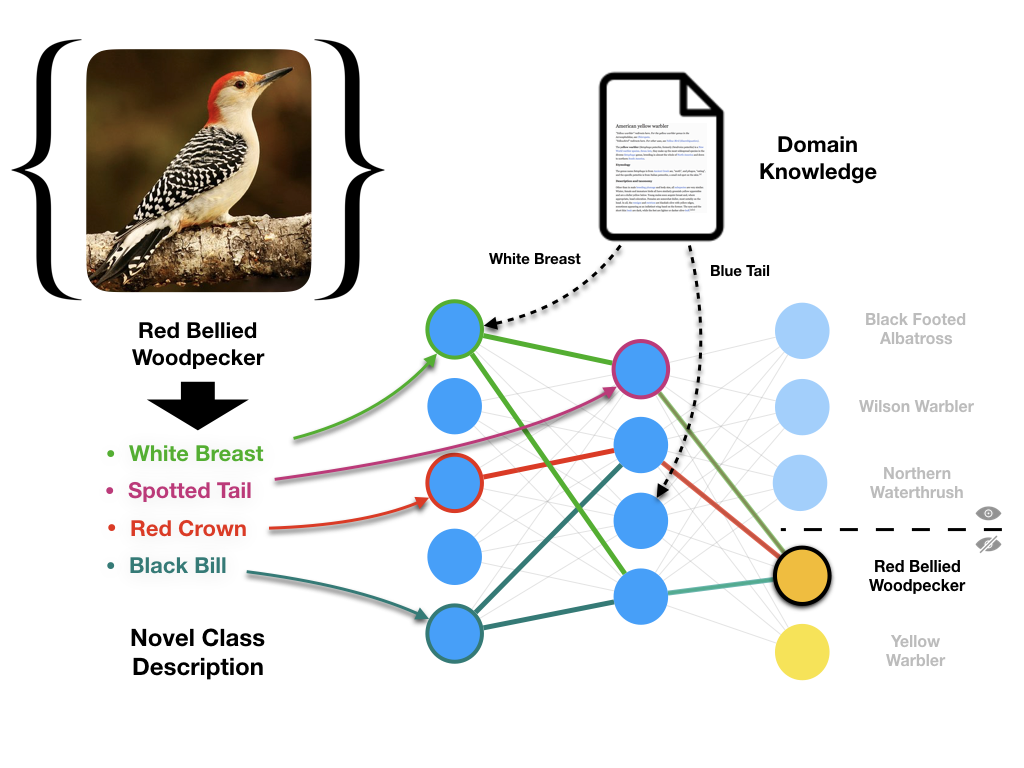 American yellow warbler
Domain
Knowledge
White Breast
Blue Tail
Red Bellied
Woodpecker
• White Breast
• Spotted Tail
• Red Crown
• Black Bill
Novel Class
Description
Black Footed
Albatross
Wilson Warbler
Northern
Waterthrush
Red Bellied
Woodpecker
Yellow
Warbler